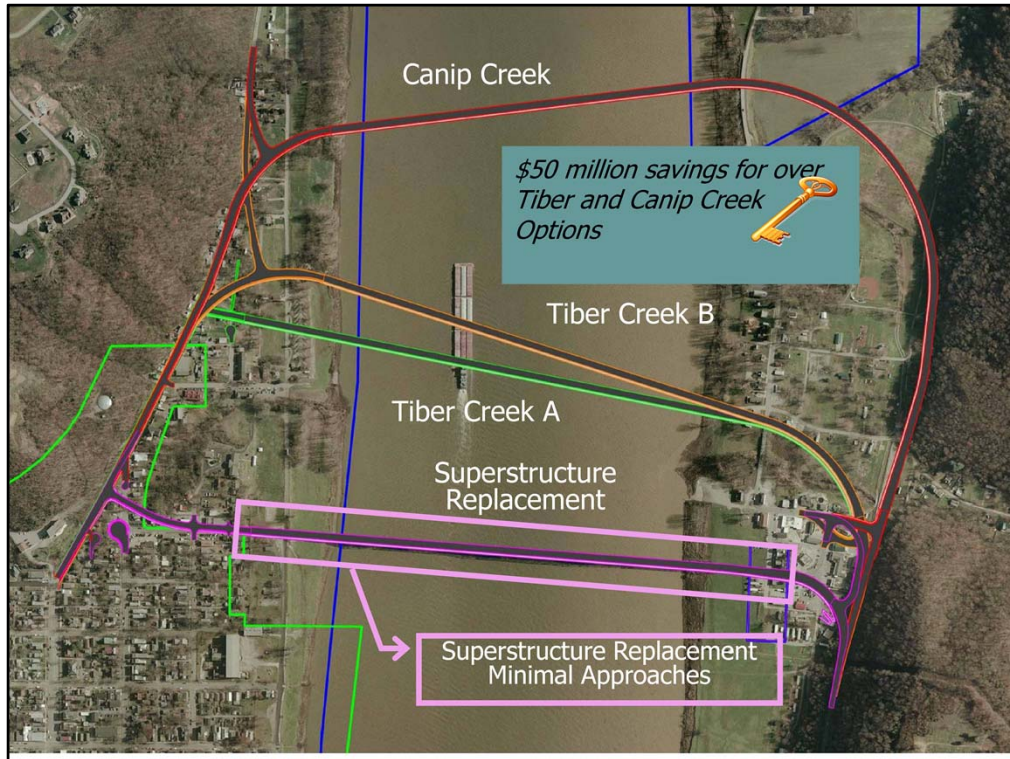 Canip Creek
$50 million savings for over
Tiber and Canip Creek
Options
Tiber Creek B
Tiber Creek A
Superstructure
Replacement
Superstructure Replacement
Minimal Approaches